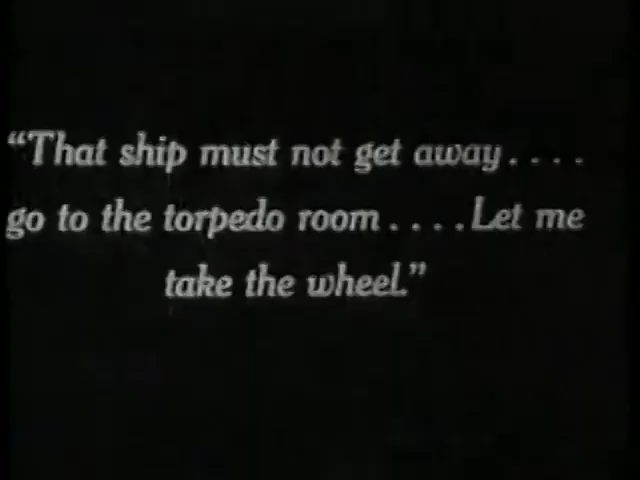 “That ship must not get away....
go to the torpedo room....Let me
take the wheel.”